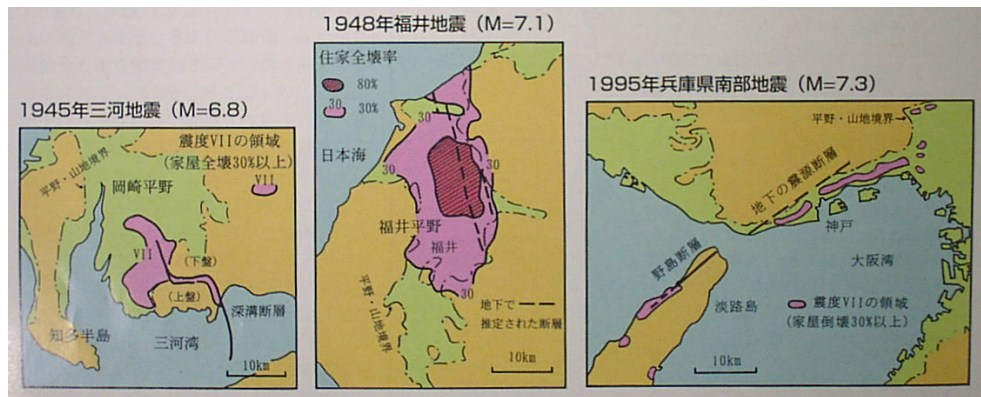 1945年三河地震（M=6.8）
震度VIIの領域
(家屋全壊30%以上)
VII
平野・山地境界
岡崎平野
VII
(下盤)
(上盤)
深溝断層
知多半島
三河湾
10km
1948年福井地震（M=7.1）
住家全壊率
80%
30
30%
30
日本海
30
30
福井平野
福井
30
平野・山地境界
地下で
推定された断層
10km
1995年兵庫県南部地震（M=7.3）
平野・山地境界
地下の震源断層
神戸
野島断層
大阪湾
淡路島
震度VIIの領域
(家屋倒壊30%以上)
10km